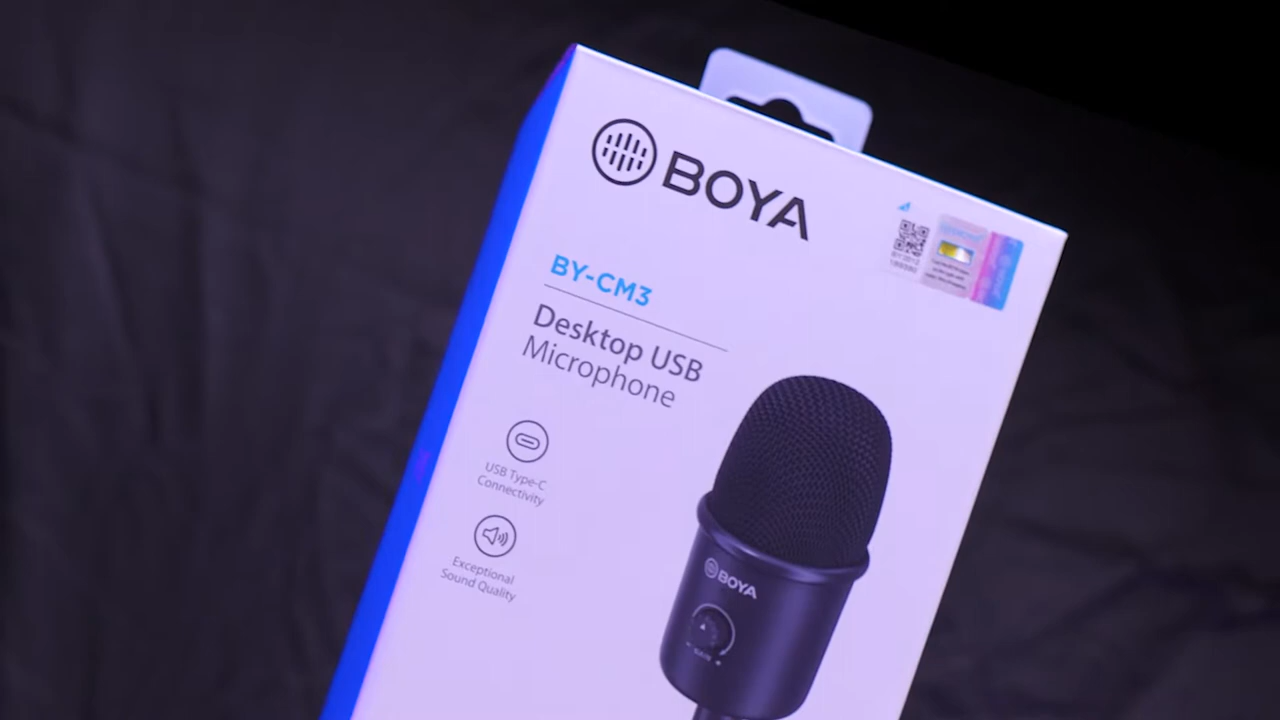 BOYA
BY-CM3
Desktop USB
Microphone
USB Type-C
Connectivity
Exceptional
Sound Quality
BOYA